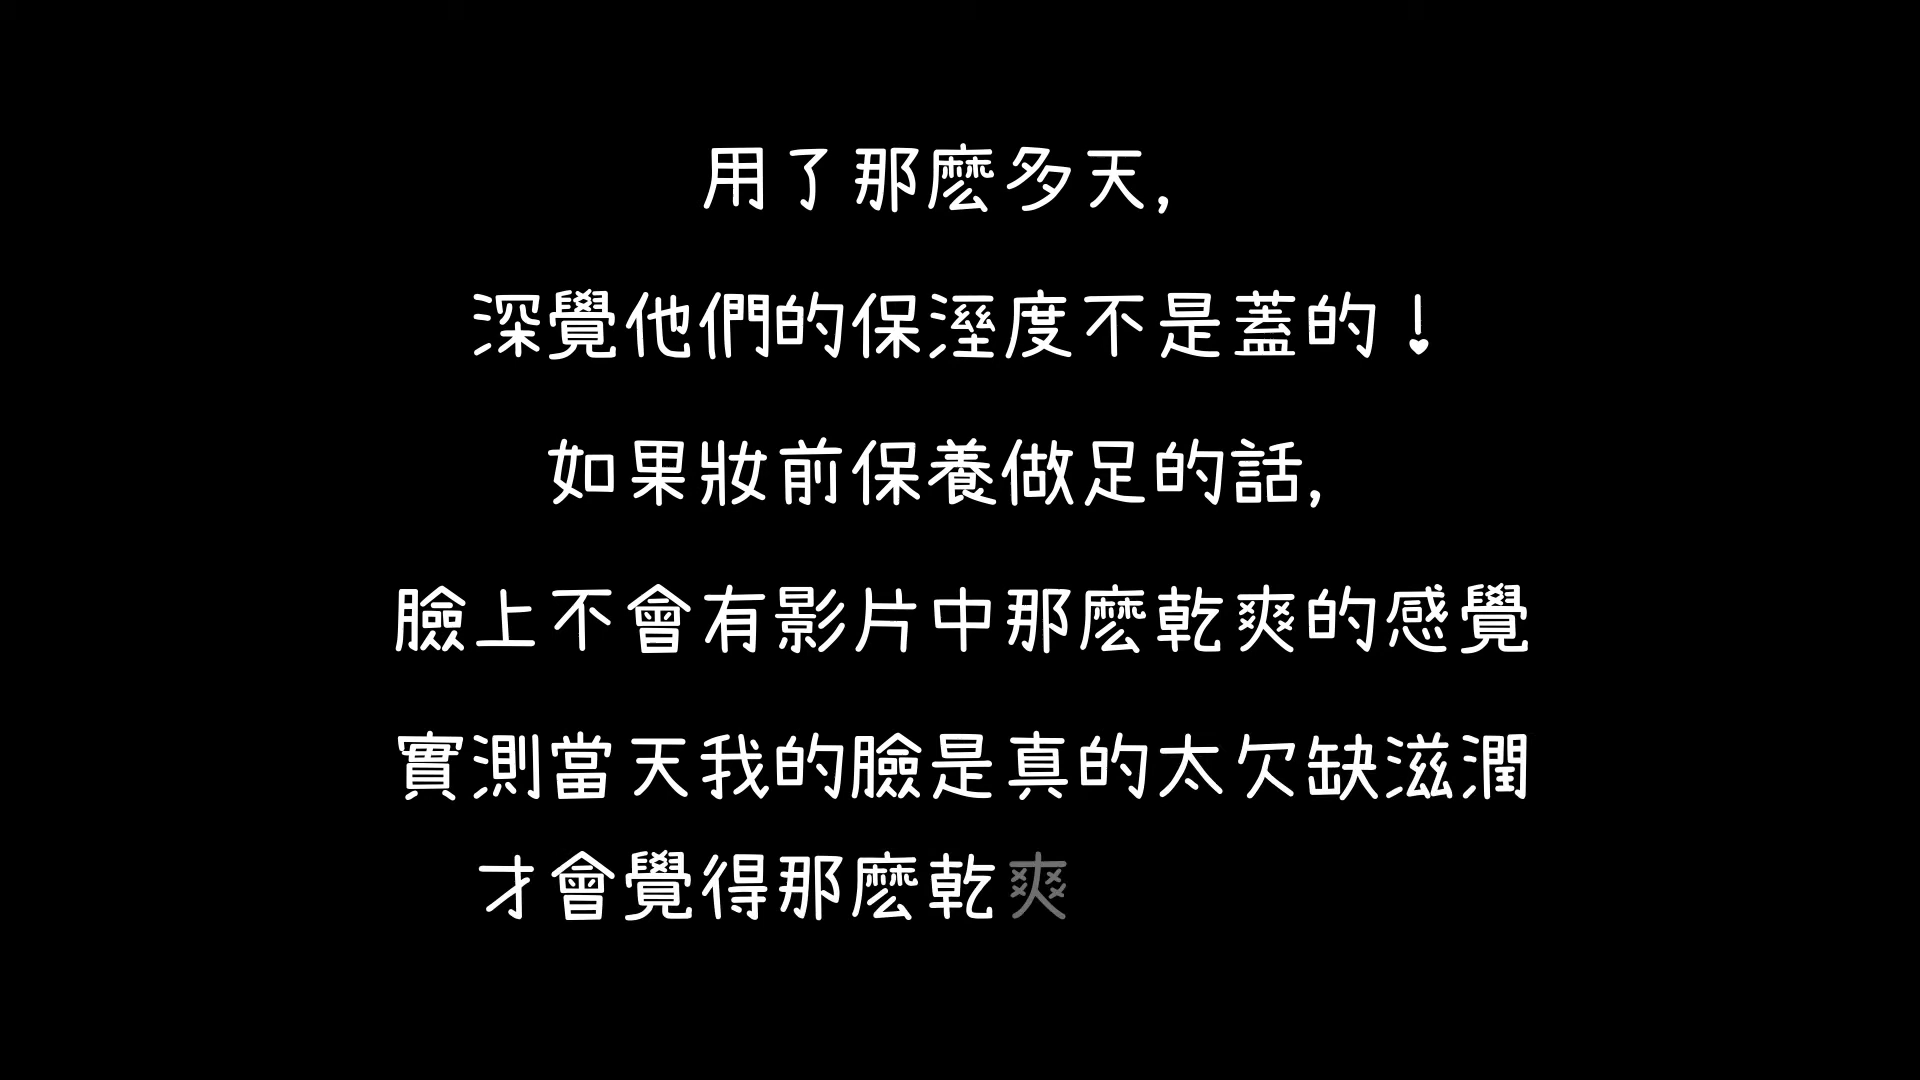 用了那麼多天,
深覺他們的保溼度不是蓋的!
如果妝前保養做足的話,
臉上不會有影片中那麼乾爽的感覺
實測當天我的臉是真的太欠缺滋潤
才會覺得那麼乾爽